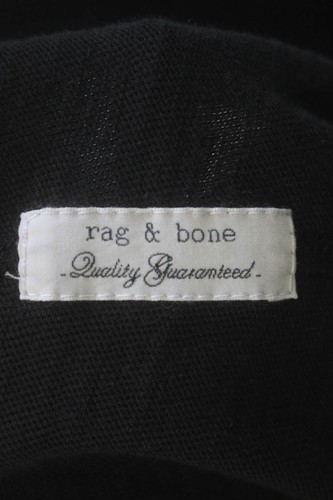 rag & bone
- Quality Guaranteed -